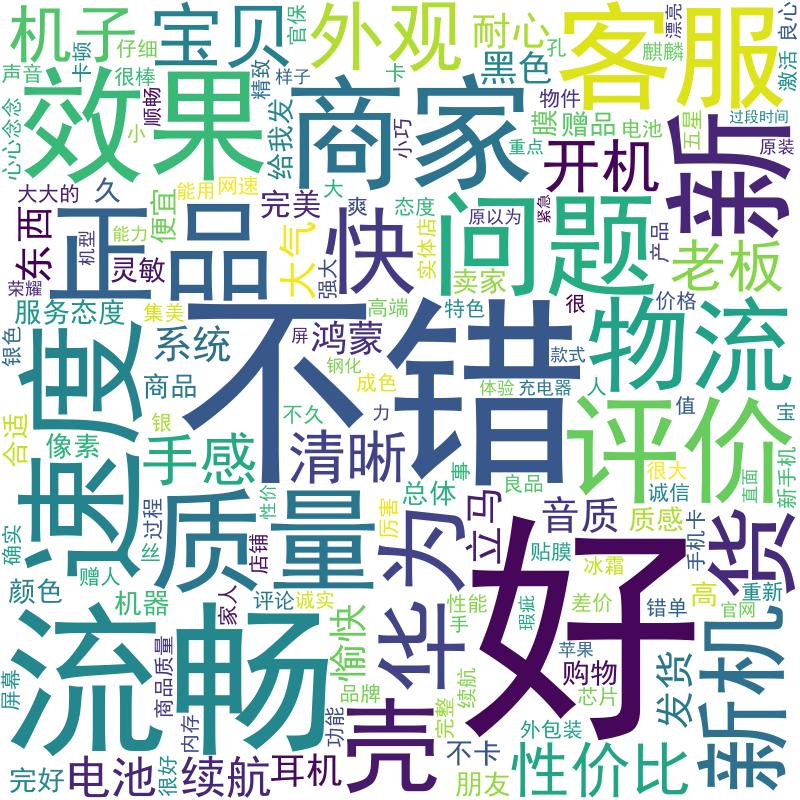 机子
仔细
宝贝
官保
外观
耐心
孔
客服
漂亮
良心
激活
麒麟
声音
卡顿
很棒
精致
卡
黑色
心心念念
效果
顺畅
小
给我发
商家
小巧
膜
赠品
物件
电池
五星
过段时间
原装
重点
开机
新
大大的
久
能用
网速
完美
大
爽
态度
原以为
紧急
产品
东西
机型
能力
便宜
正品
大气
强大
快
实体店
问题
卖家
老板
荣耀
灵敏
服务态度
集美
高端
特色
很
价格
银色
速度
系统
屏
鸿蒙
钢化
不错
款式
物流
商品
成色
体验
充电器
人
值
宝
合适
像素
银
不久
力
手感
清晰
评价
事
良品
很大
诚信
直面
新手机
确实
丝
过程
性价
质量
厉害
总体
立马
音质
质感
手机卡
货
颜色
赠人
店铺
华为
贴膜
冰霜
机器
家人
评论
诚实
愉快
性能
手
瑕疵
差价
错单
高
重新
官网
流畅
好
屏幕
商品质量
品牌
完整
续航
苹果
购物
芯片
发货
新机
内存
功能
壳
外包装
完好
电池
很好
续航
耳机
不卡
朋友
性价比